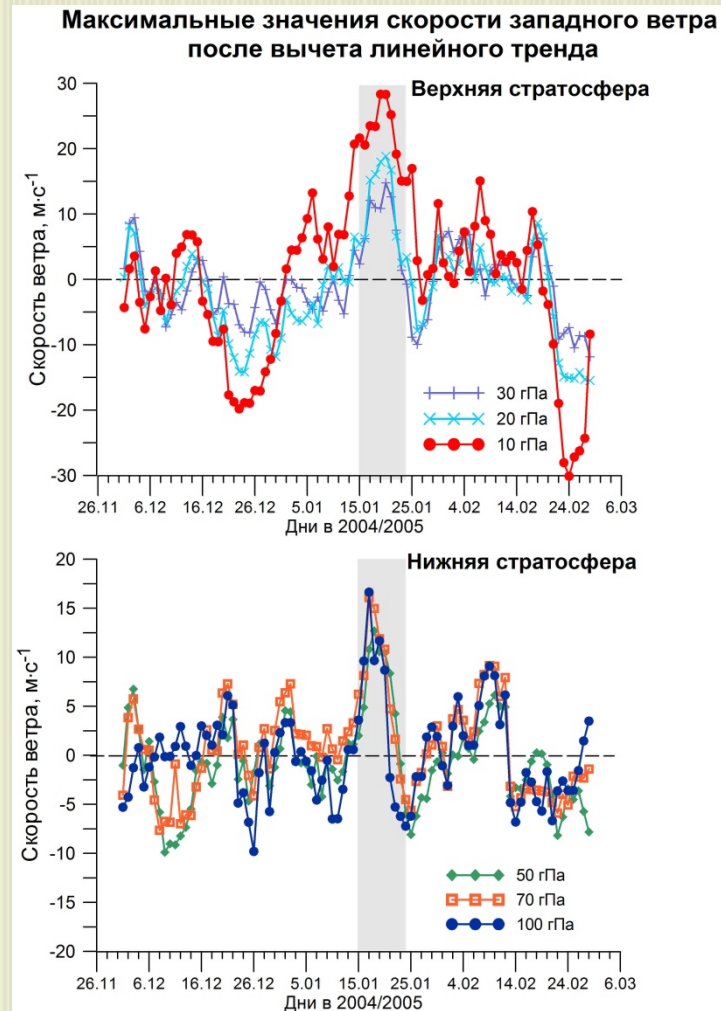 Максимальные значения скорости западного ветра
после вычета линейного тренда
Верхняя стратосфера
Скорость ветра, м·с⁻¹
30
20
10
0
-10
-20
-30
30 гПа
20 гПа
10 гПа
26.11 6.12 16.12 26.12 5.01 15.01 25.01 4.02 14.02 24.02 6.03
Дни в 2004/2005
Нижняя стратосфера
Скорость ветра, м·с⁻¹
20
15
10
5
0
-5
-10
-15
-20
50 гПа
70 гПа
100 гПа
26.11 6.12 16.12 26.12 5.01 15.01 25.01 4.02 14.02 24.02 6.03
Дни в 2004/2005